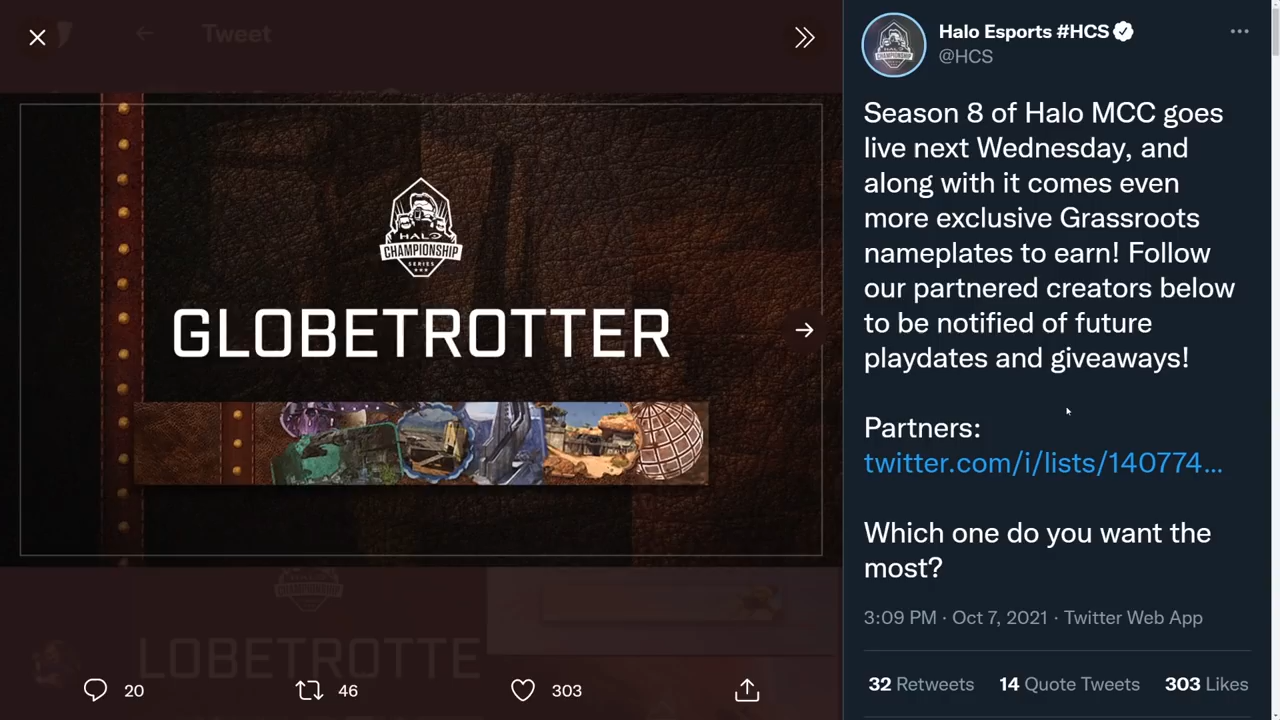 Tweet
HALO
CHAMPIONSHIP
SERIES
GLOBETROTTER
CHAMPIONSHIP
LOBETROTTE
20
46
303
Halo Esports #HCS
@HCS
Season 8 of Halo MCC goes
live next Wednesday, and
along with it comes even
more exclusive Grassroots
nameplates to earn! Follow
our partnered creators below
to be notified of future
playdates and giveaways!
Partners:
twitter.com/i/lists/140774...
Which one do you want the
most?
3:09 PM · Oct 7, 2021 · Twitter Web App
32 Retweets 14 Quote Tweets 303 Likes